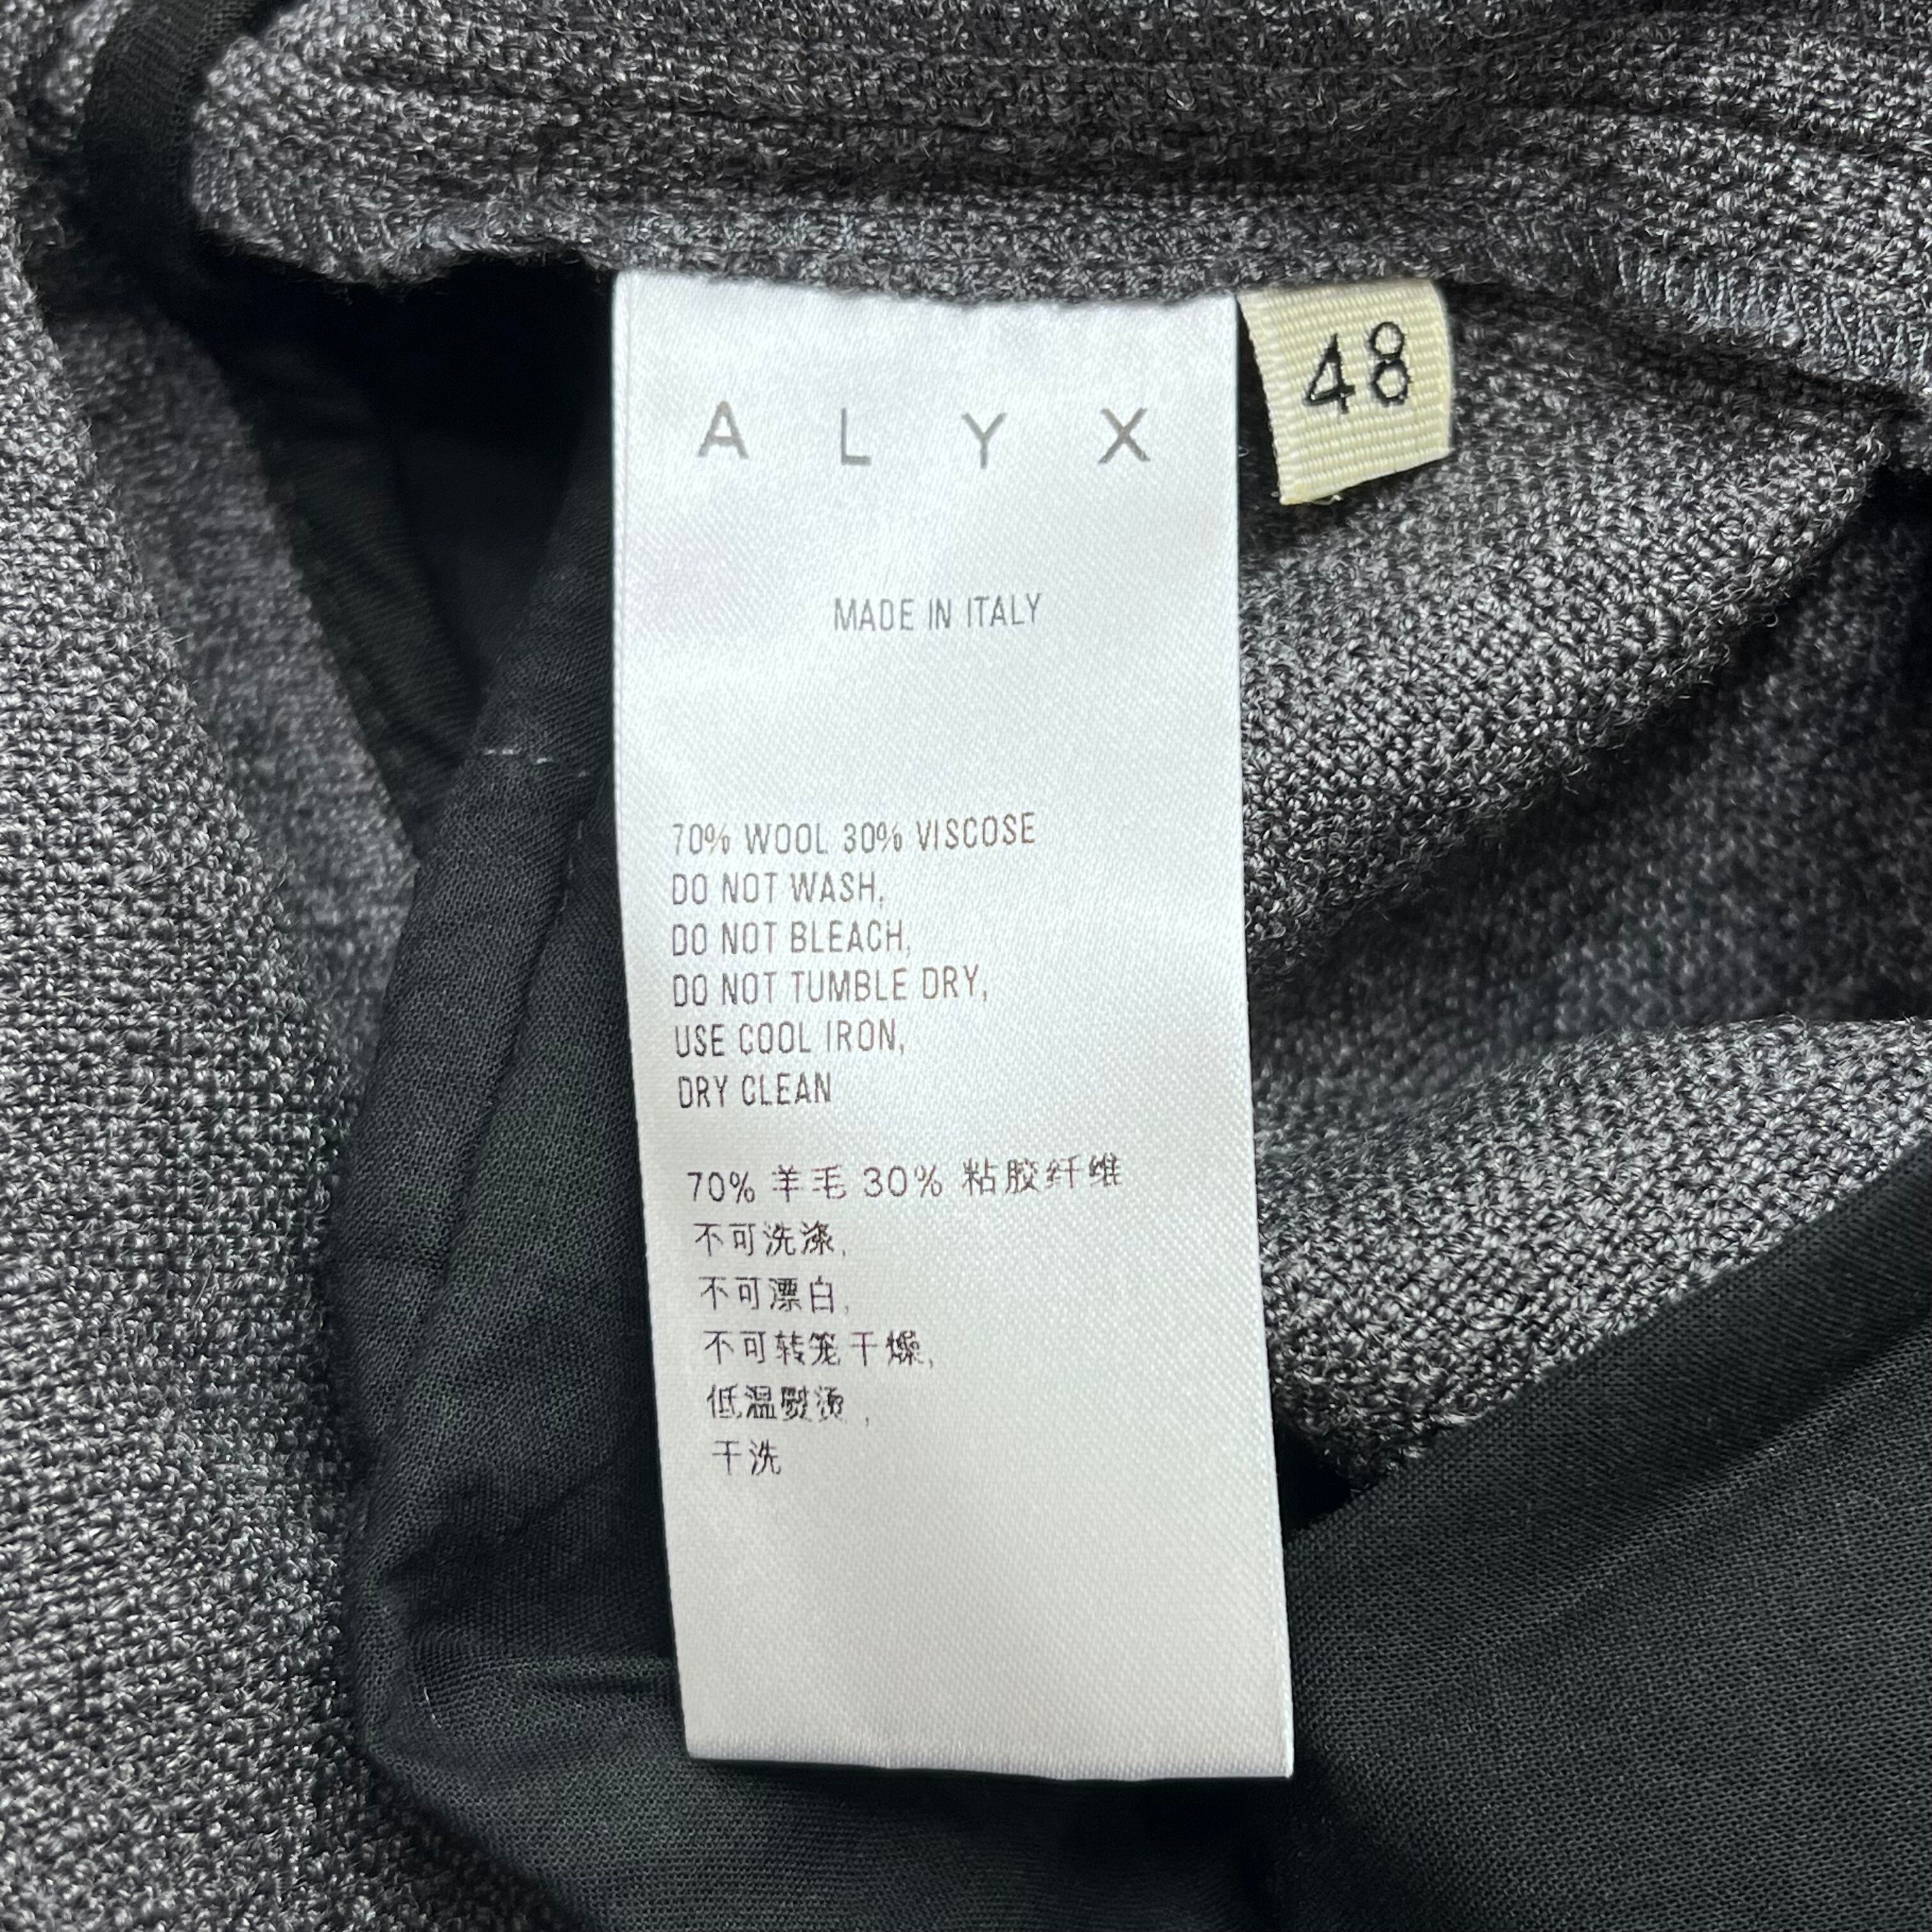 A L Y X
48
MADE IN ITALY
70% WOOL 30% VISCOSE
DO NOT WASH,
DO NOT BLEACH,
DO NOT TUMBLE DRY,
USE COOL IRON,
DRY CLEAN
70% 羊毛 30% 粘胶纤维
不可洗涤,
不可漂白,
不可转笼干燥,
低温熨烫,
干洗